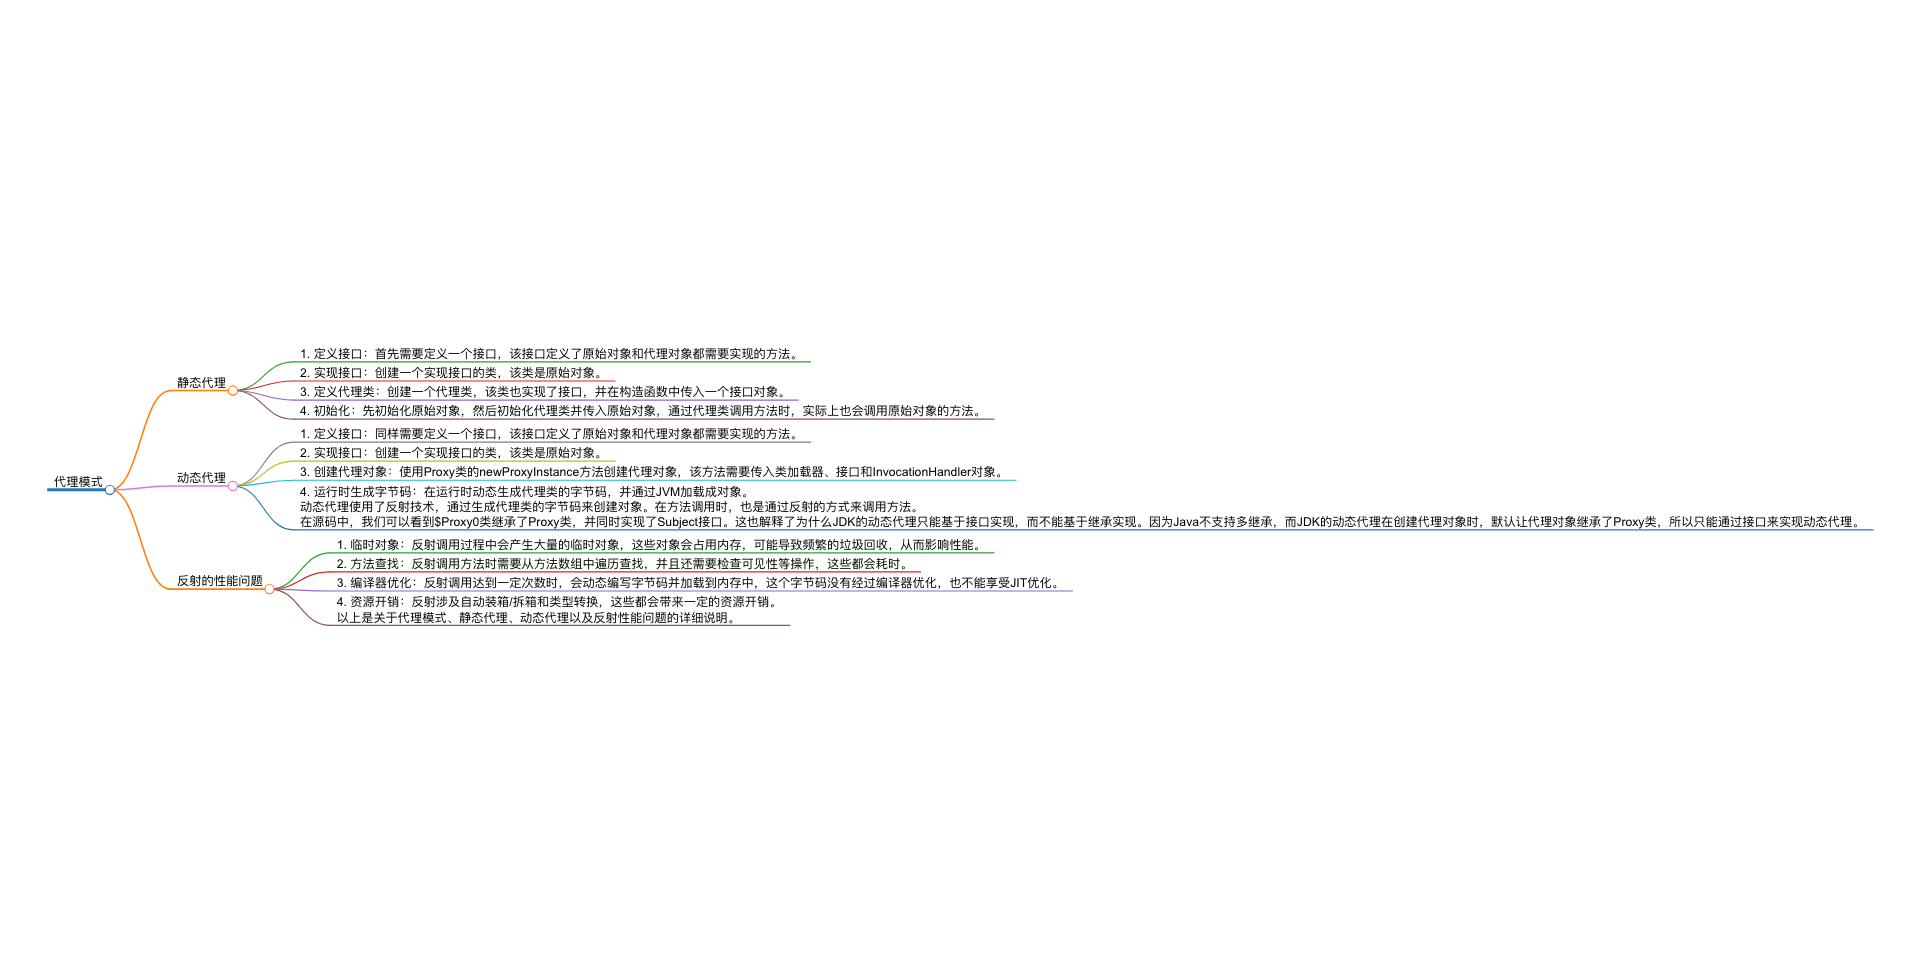 代理模式
静态代理
1. 定义接口：首先需要定义一个接口，该接口定义了原始对象和代理对象都需要实现的方法。
2. 实现接口：创建一个实现接口的类，该类是原始对象。
3. 定义代理类：创建一个代理类，该类也实现了接口，并在构造函数中传入一个接口对象。
4. 初始化：先初始化原始对象，然后初始化代理类并传入原始对象，通过代理类调用方法时，实际上也会调用原始对象的方法。
动态代理
1. 定义接口：同样需要定义一个接口，该接口定义了原始对象和代理对象都需要实现的方法。
2. 实现接口：创建一个实现接口的类，该类是原始对象。
3. 创建代理对象：使用Proxy类的newProxyInstance方法创建代理对象，该方法需要传入类加载器、接口和InvocationHandler对象。
4. 运行时生成字节码：在运行时动态生成代理类的字节码，并通过JVM加载成对象。
动态代理使用了反射技术，通过生成代理类的字节码来创建对象。在方法调用时，也是通过反射的方式来调用方法。
在源码中，我们可以看到$Proxy0类继承了Proxy类，并同时实现了Subject接口。这也解释了为什么JDK的动态代理只能基于接口实现，而不能基于继承实现。因为Java不支持多继承，而JDK的动态代理在创建代理对象时，默认让代理对象继承了Proxy类，所以只能通过接口来实现动态代理。
反射的性能问题
1. 临时对象：反射调用过程中会产生大量的临时对象，这些对象会占用内存，可能导致频繁的垃圾回收，从而影响性能。
2. 方法查找：反射调用方法时需要从方法数组中遍历查找，并且还需要检查可见性等操作，这些都会耗时。
3. 编译器优化：反射调用达到一定次数时，会动态编写字节码并加载到内存中，这个字节码没有经过编译器优化，也不能享受JIT优化。
4. 资源开销：反射涉及自动装箱/拆箱和类型转换，这些都会带来一定的资源开销。
以上是关于代理模式、静态代理、动态代理以及反射性能问题的详细说明。